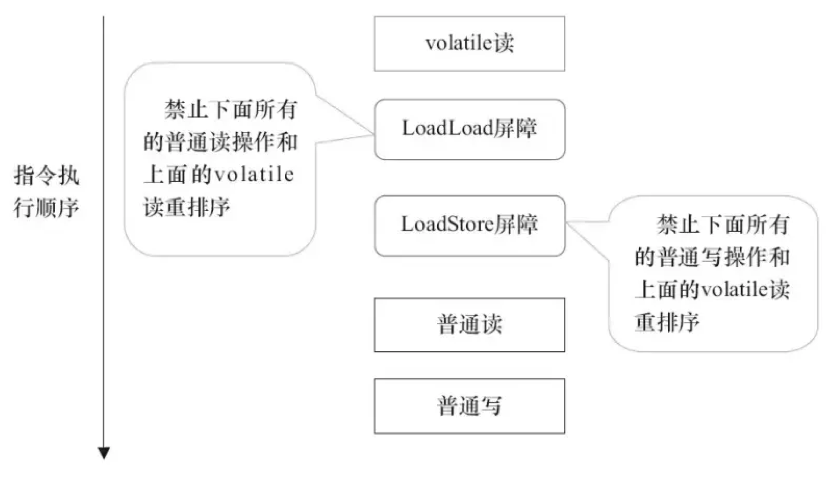 volatile读
禁止下面所有
的普通读操作和
上面的volatile
读重排序
LoadLoad屏障
指令执
行顺序
LoadStore屏障
禁止下面所有
的普通写操作和
上面的volatile读
重排序
普通读
普通写